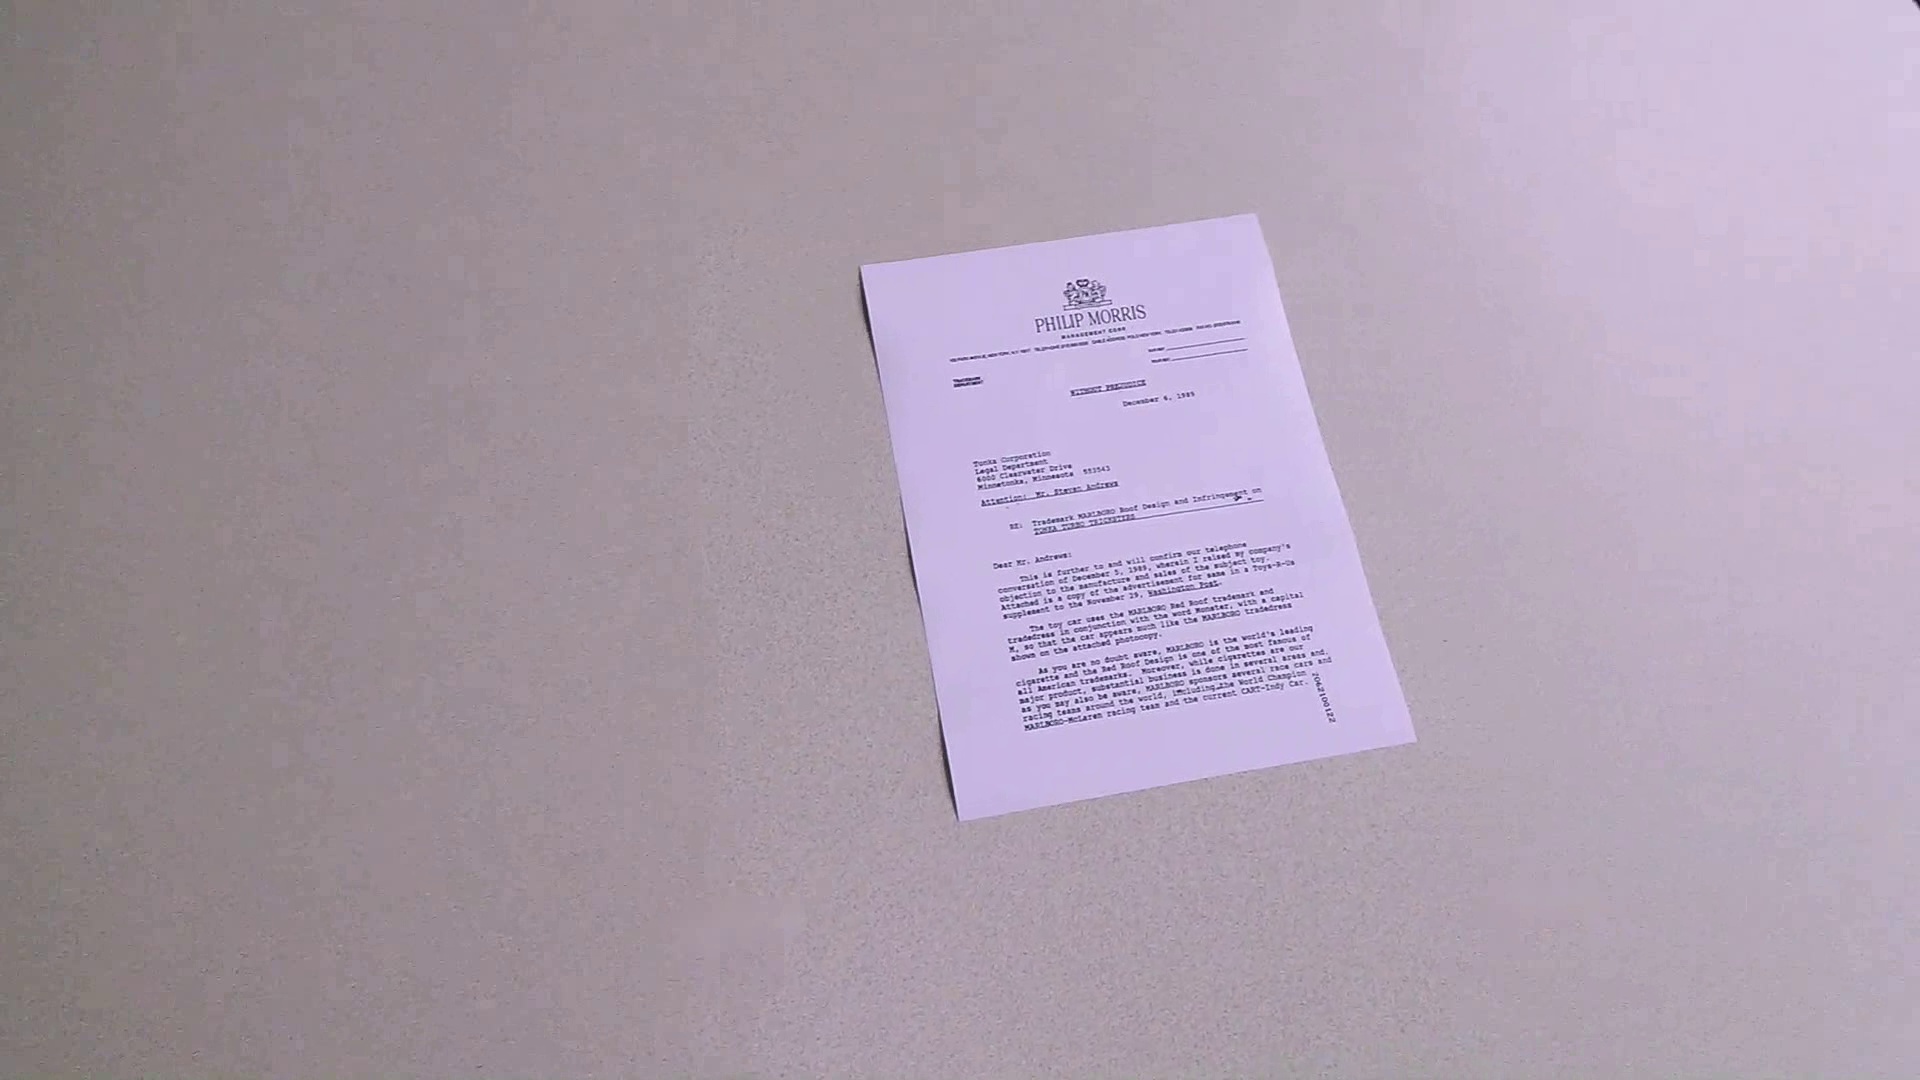 PHILIP MORRIS
MANAGEMENT CORP.
TRADEMARK
DEPARTMENT
WITHOUT PREJUDICE
December 6, 1989
Tonka Corporation
Legal Department
6000 Clearwater Drive
Minnetonka, Minnesota 553543
Attention: Mr. Steven Andrews
RE: Trademark MARLBORO Roof Design and Infringement on
TONKA TURBO TRICKSTERS
Dear Mr. Andrews:
This is further to and will confirm our telephone
conversation of December 5, 1989, wherein I raised my company's
objection to the manufacture and sales of the subject toy.
Attached is a copy of the advertisement for same in a Toys-R-Us
supplement to the November 29, Washington Post.
The toy car uses the MARLBORO Red Roof trademark and
tradedress in conjunction with the word Monster, with a capital
M, so that the car appears much like the MARLBORO tradedress
shown on the attached photocopy.
As you are no doubt aware, MARLBORO is the world's leading
cigarette and the Red Roof Design is one of the most famous of
all American trademarks. Moreover, while cigarettes are our
major product, substantial business is done in several areas and,
as you may also be aware, MARLBORO sponsors several race cars and
racing teams around the world, including the World Champion
MARLBORO-McLaren racing team and the current CART-Indy Car.
2062100122